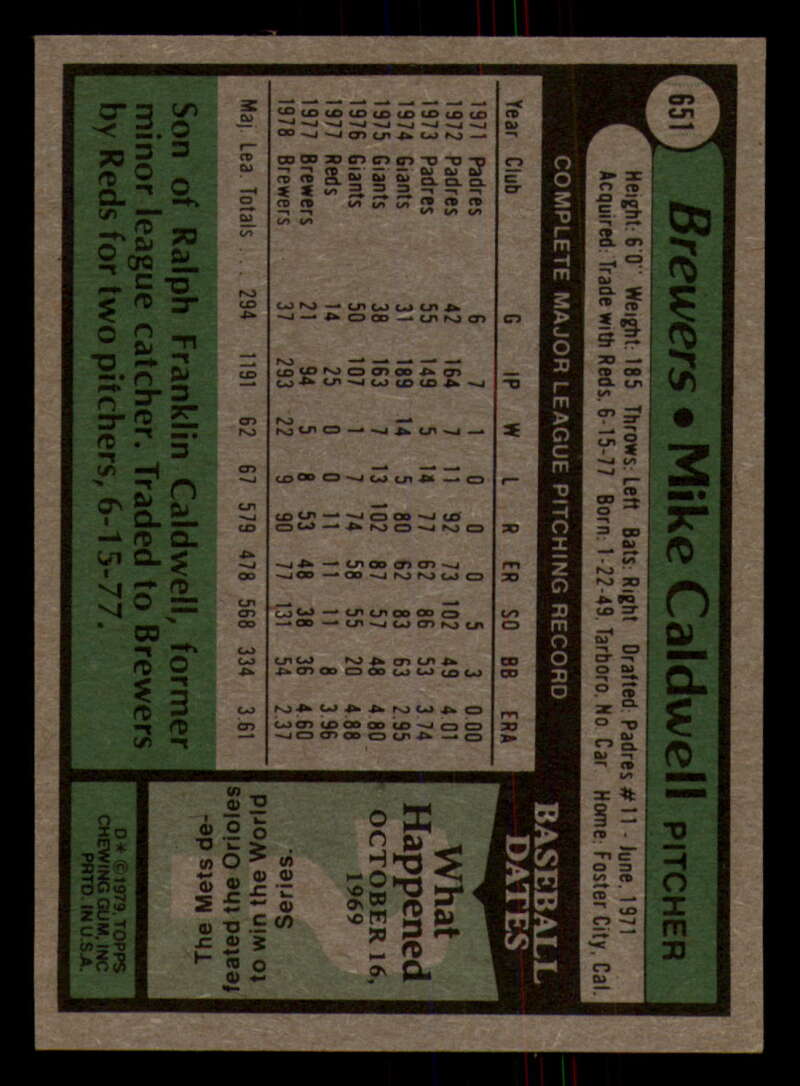 651
Brewers • Mike Caldwell PITCHER
Height: 6'0" Weight: 185 Throws: Left Bats: Right Drafted: Padres #11 - June, 1971
Acquired: Trade with Reds, 6-15-77 Born: 1-22-49, Tarboro, No. Car Home: Foster City, Cal.
COMPLETE MAJOR LEAGUE PITCHING RECORD
Year Club G IP W L R ER SO BB ERA
1971 Padres 6 7 1 0 0 0 5 3 0.00
1972 Padres 42 164 7 11 92 73 102 49 4.01
1973 Padres 55 149 5 14 77 62 86 53 3.74
1974 Giants 31 189 14 5 80 62 83 63 2.95
1975 Giants 38 163 7 13 102 87 57 48 4.80
1976 Giants 50 107 1 7 74 58 55 20 4.88
1977 Reds 14 25 0 0 11 11 11 8 3.96
1977 Brewers 21 94 5 8 53 48 38 36 4.60
1978 Brewers 37 293 22 9 90 77 131 54 2.37
Maj. Lea. Totals . . . 294 1191 62 67 579 478 568 334 3.61
Son of Ralph Franklin Caldwell, former
minor league catcher. Traded to Brewers
by Reds for two pitchers, 6-15-77.
BASEBALL
DATES
What
Happened
OCTOBER 16,
1969
The Mets de-
feated the Orioles
to win the World
Series.
D* ©1979, TOPPS
CHEWING GUM, INC
PRTD. IN U.S.A.